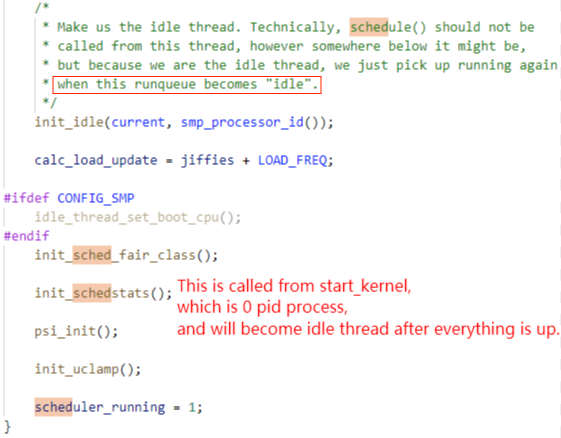 /*
* Make us the idle thread. Technically, schedule() should not be
* called from this thread, however somewhere below it might be,
* but because we are the idle thread, we just pick up running again
* when this runqueue becomes "idle".
*/
init_idle(current, smp_processor_id());
calc_load_update = jiffies + LOAD_FREQ;
#ifdef CONFIG_SMP
idle_thread_set_boot_cpu();
#endif
init_sched_fair_class();
init_schedstats();
This is called from start_kernel,
which is 0 pid process,
and will become idle thread after everything is up.
psi_init();
init_uclamp();
scheduler_running = 1;
}